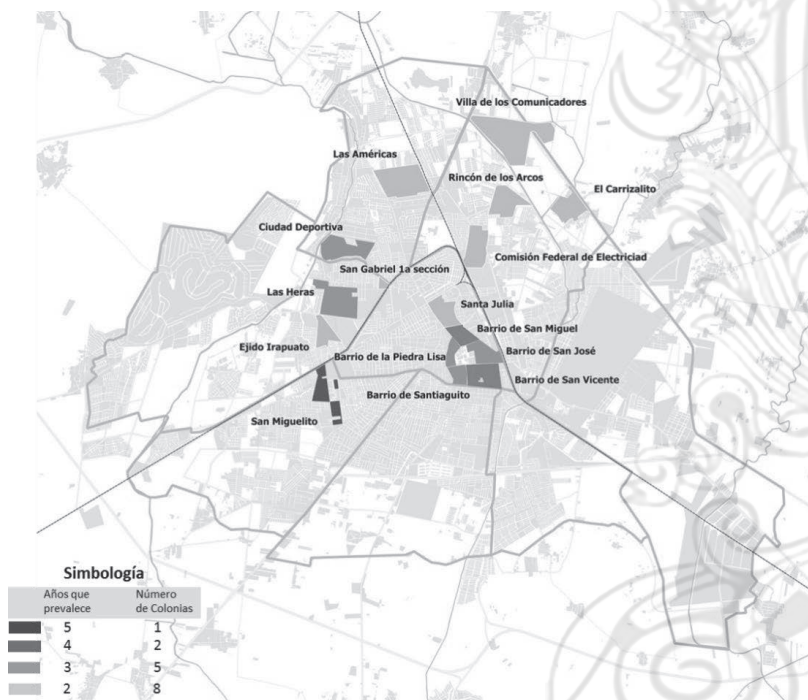 Villa de los Comunicadores
Las Américas
Rincón de los Arcos
El Carrizalito
Ciudad Deportiva
San Gabriel 1a sección
Comisión Federal de Electriciad
Las Heras
Santa Julia
Barrio de San Miguel
Ejido Irapuato
Barrio de la Piedra Lisa
Barrio de San José
Barrio de San Vicente
Barrio de Santiaguito
San Miguelito
Simbología
Años que prevalece Número de Colonias
5 1
4 2
3 5
2 8